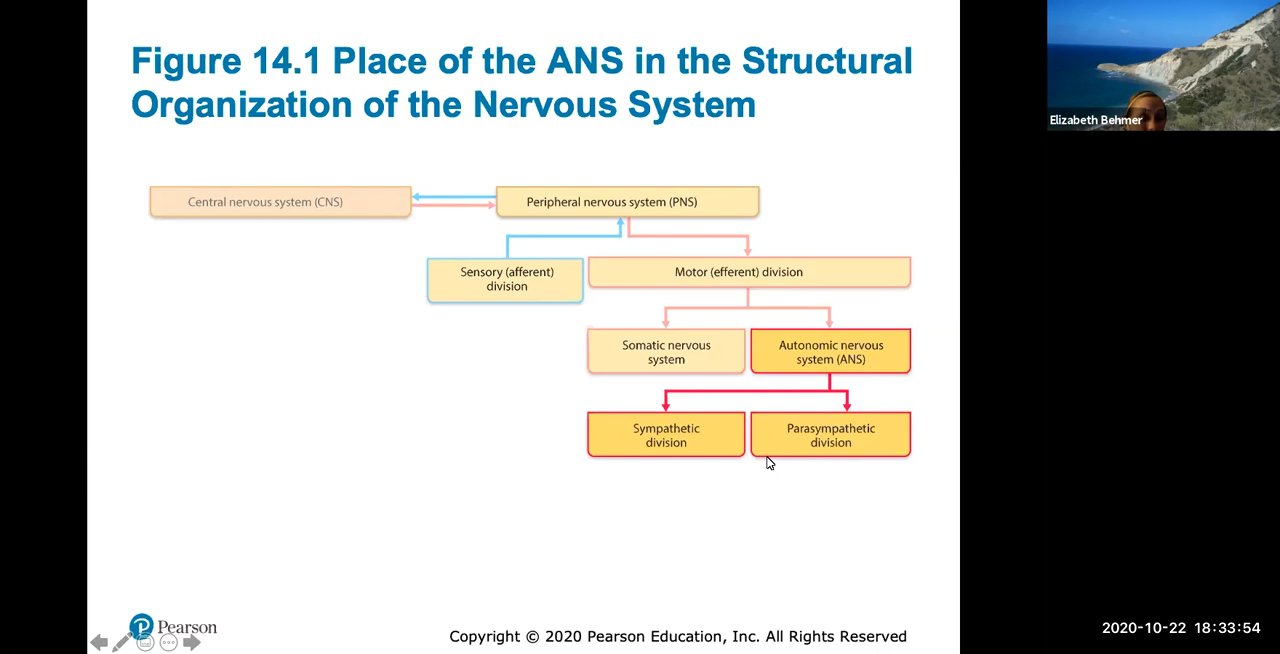 Figure 14.1 Place of the ANS in the Structural
Organization of the Nervous System
Elizabeth Behmer
Central nervous system (CNS)
Peripheral nervous system (PNS)
Sensory (afferent)
division
Motor (efferent) division
Somatic nervous
system
Autonomic nervous
system (ANS)
Sympathetic
division
Parasympathetic
division
Pearson
Copyright © 2020 Pearson Education, Inc. All Rights Reserved
2020-10-22 18:33:54